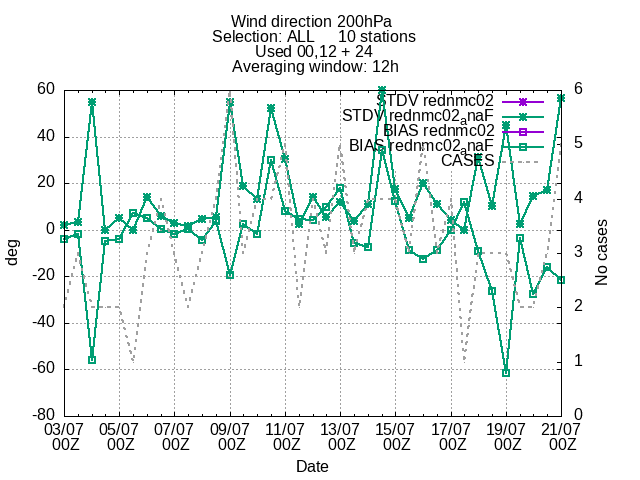 Wind direction 200hPa
Selection: ALL 10 stations
Used 00,12 + 24
Averaging window: 12h
STDV rednmc02
STDV rednmc02_anaF
BIAS rednmc02
BIAS rednmc02_anaF
CASES
60
40
20
0
-20
-40
-60
-80
deg
6
5
4
3
2
1
0
No cases
03/07 05/07 07/07 09/07 11/07 13/07 15/07 17/07 19/07 21/07
00Z 00Z 00Z 00Z 00Z 00Z 00Z 00Z 00Z 00Z
Date